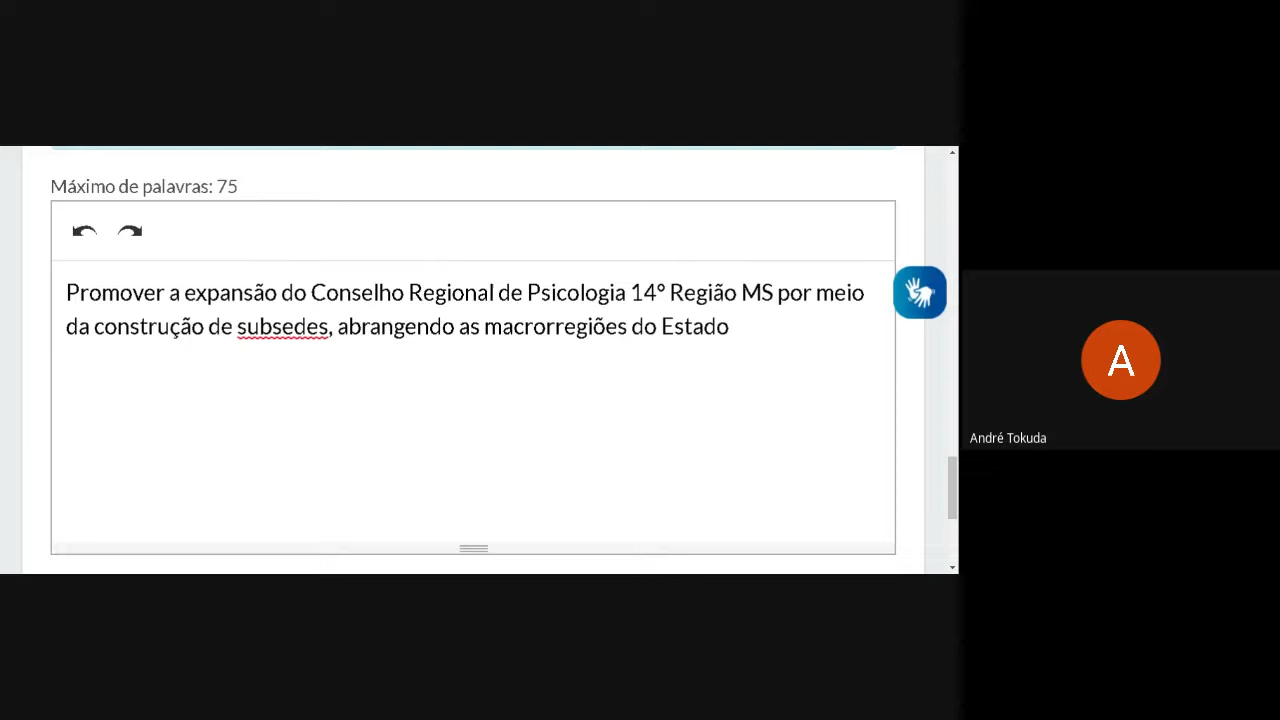 Máximo de palavras: 75
Promover a expansão do Conselho Regional de Psicologia 14° Região MS por meio
da construção de subsedes, abrangendo as macrorregiões do Estado
A
André Tokuda